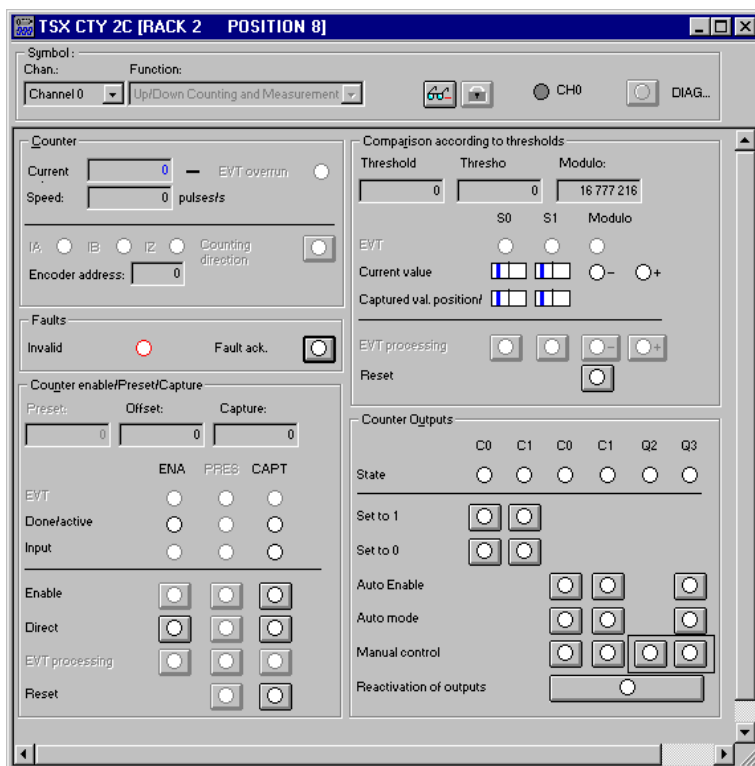 TSX CTY 2C [RACK 2 POSITION 8]
Symbol :
Chan.: Function:
Channel 0 Up/Down Counting and Measurement CH0 DIAG...
Counter
Current 0 EVT overrun
Speed: 0 pulses/s
IA IB IZ Counting direction
Encoder address: 0
Faults
Invalid Fault ack.
Counter enable/Preset/Capture
Preset: Offset: Capture:
0 0 0
ENA PRES CAPT
EVT
Done/active
Input
Enable
Direct
EVT processing
Reset
Comparison according to thresholds
Threshold Thresho Modulo:
0 0 16 777 216
S0 S1 Modulo
EVT
Current value − +
Captured val. position/
EVT processing − +
Reset
Counter Outputs
C0 C1 C0 C1 Q2 Q3
State
Set to 1
Set to 0
Auto Enable
Auto mode
Manual control
Reactivation of outputs